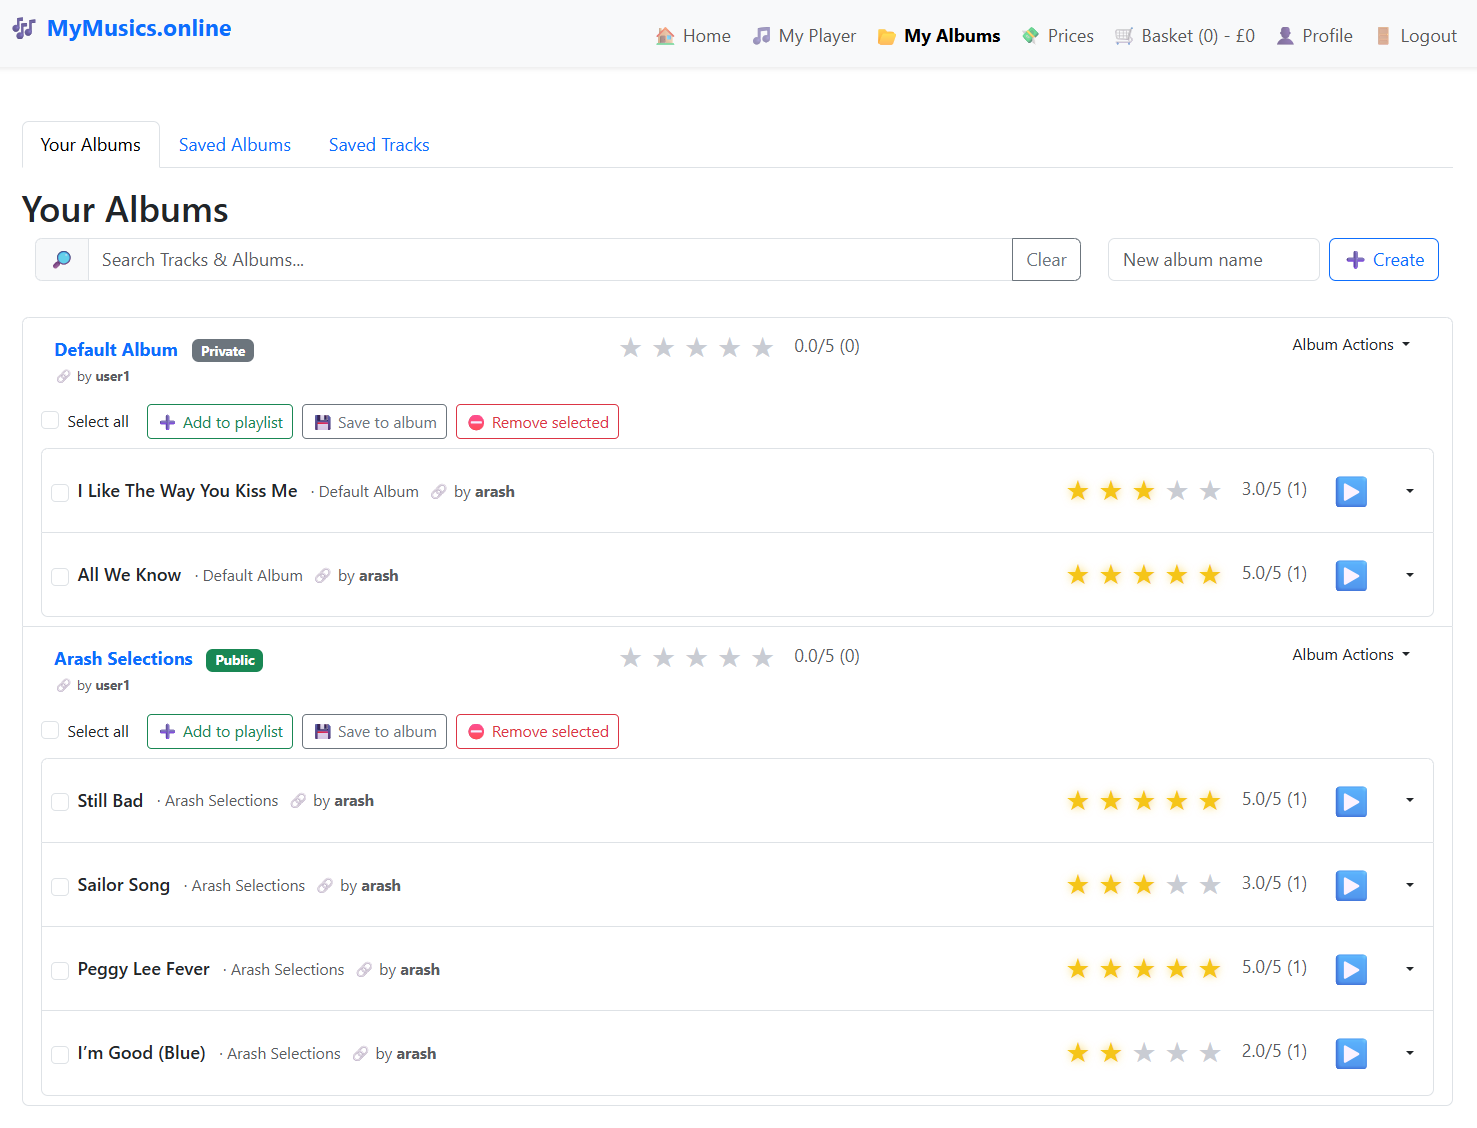 MyMusics.online
Home My Player My Albums Prices Basket (0) - £0 Profile Logout
Your Albums Saved Albums Saved Tracks
Your Albums
Search Tracks & Albums... Clear New album name Create
Default Album Private 0.0/5 (0) Album Actions
by user1
Select all Add to playlist Save to album Remove selected
I Like The Way You Kiss Me · Default Album by arash 3.0/5 (1)
All We Know · Default Album by arash 5.0/5 (1)
Arash Selections Public 0.0/5 (0) Album Actions
by user1
Select all Add to playlist Save to album Remove selected
Still Bad · Arash Selections by arash 5.0/5 (1)
Sailor Song · Arash Selections by arash 3.0/5 (1)
Peggy Lee Fever · Arash Selections by arash 5.0/5 (1)
I’m Good (Blue) · Arash Selections by arash 2.0/5 (1)